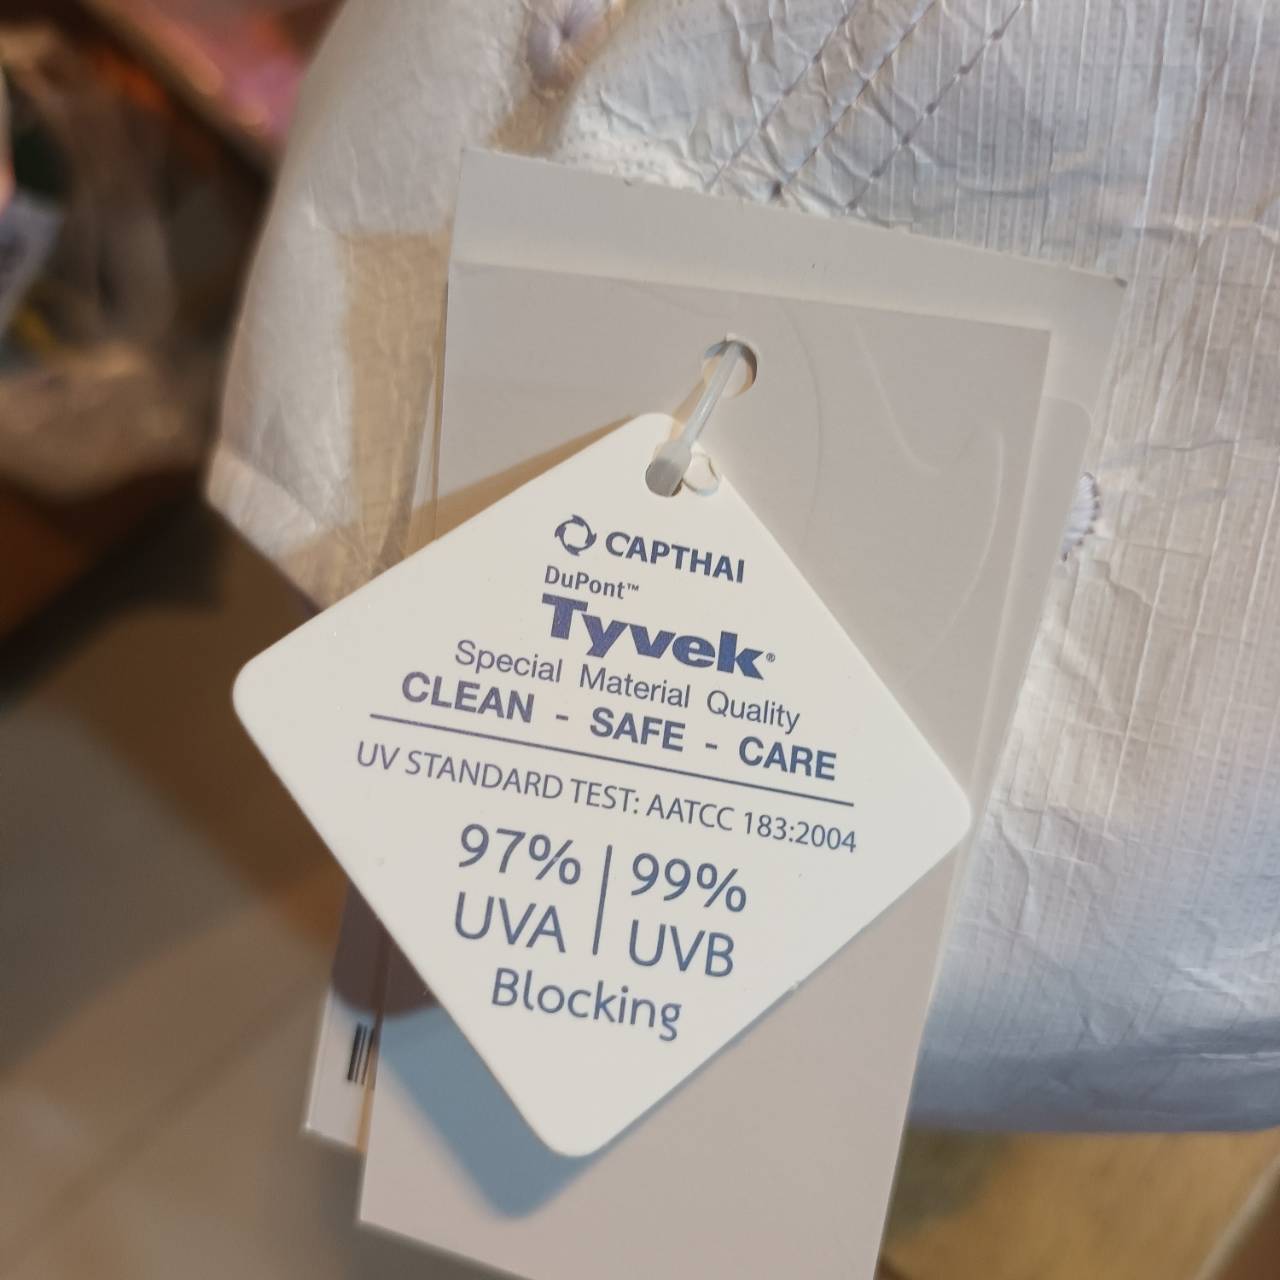 CAPTHAI
DuPont™
Tyvek®
Special Material Quality
CLEAN - SAFE - CARE
UV STANDARD TEST: AATCC 183:2004
97% | 99%
UVA | UVB
Blocking